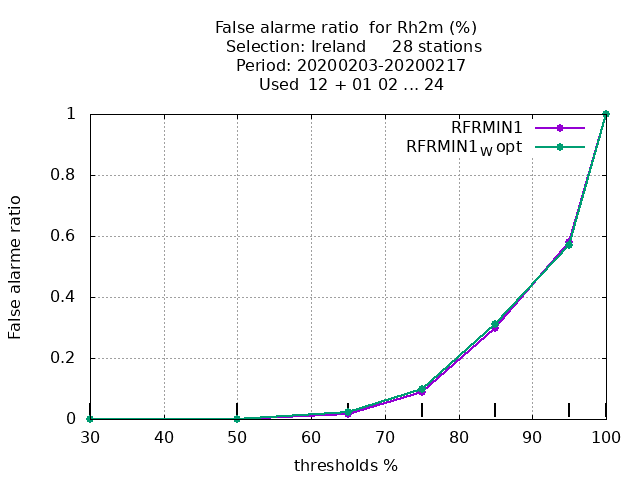 False alarme ratio  for Rh2m (%)
Selection: Ireland     28 stations
Period: 20200203-20200217
Used  12 + 01 02 ... 24
RFRMIN1
RFRMIN1W opt
False alarme ratio
1
0.8
0.6
0.4
0.2
0
30 40 50 60 70 80 90 100
thresholds %